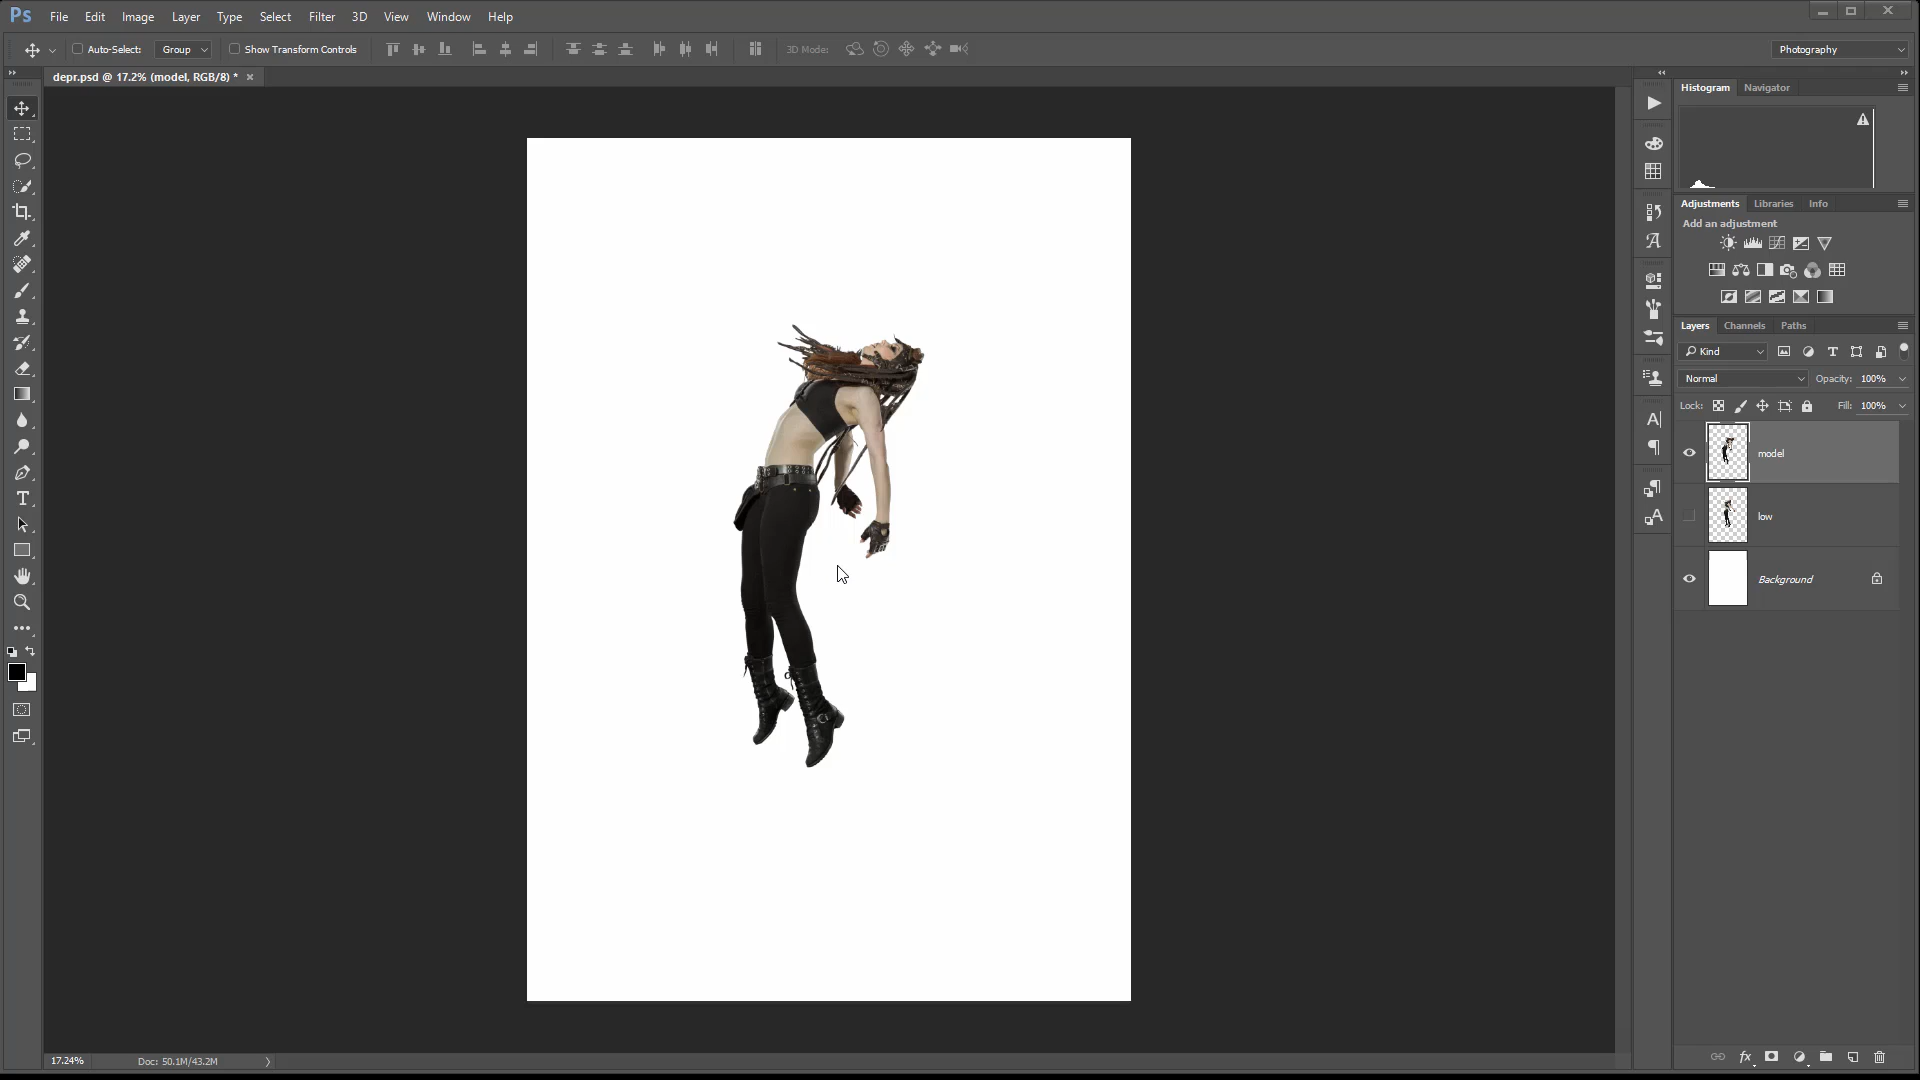 Ps File Edit Image Layer Type Select Filter 3D View Window Help
Auto-Select: Group Show Transform Controls 3D Mode: Photography
depr.psd @ 17.2% (model, RGB/8) * ×
Histogram Navigator
Adjustments Libraries Info
Add an adjustment
Layers Channels Paths
Kind
Normal Opacity: 100%
Lock: Fill: 100%
model
low
Background
17.24% Doc: 50.1M/43.2M